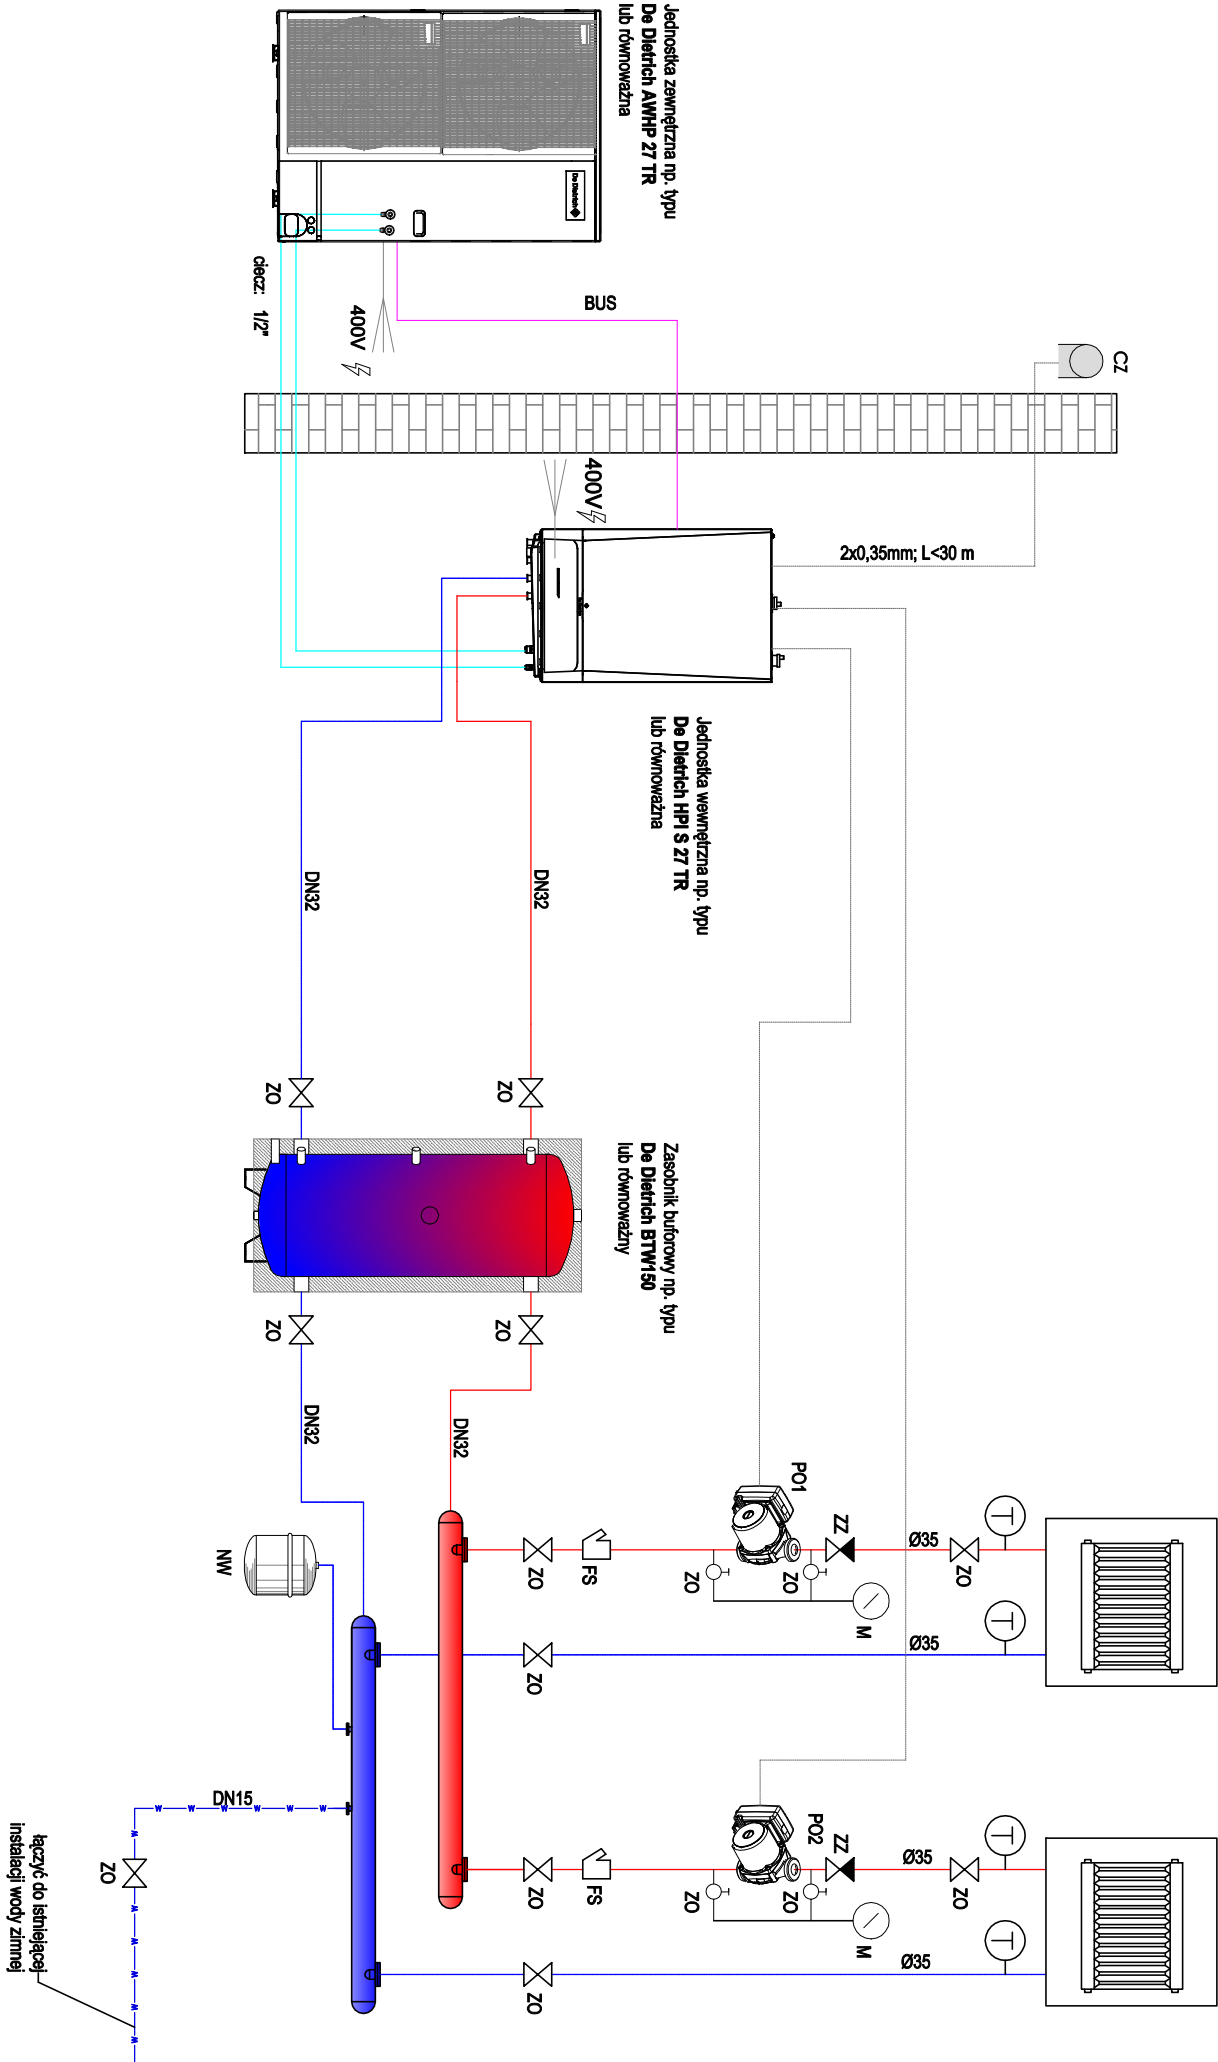 Jednostka zewnętrzna np. typu
De Dietrich AWHP 27 TR
lub równoważna
De Dietrich
ciecz: 1/2"
400V
BUS
CZ
400V
2x0,35mm; L<30 m
Jednostka wewnętrzna np. typu
De Dietrich HPI S 27 TR
lub równoważna
DN32
DN32
ZO
ZO
Zasobnik buforowy np. typu
De Dietrich BTW150
lub równoważny
ZO
ZO
DN32
DN32
NW
PO1
ZO
FS
ZO
ZO
ZZ
M
Ø35
ZO
T
ZO
Ø35
T
PO2
ZO
FS
ZO
ZO
ZZ
M
Ø35
ZO
T
ZO
Ø35
T
DN15
w w w w w w
w w w w w w
ZO
łączyć do istniejącej
instalacji wody zimnej